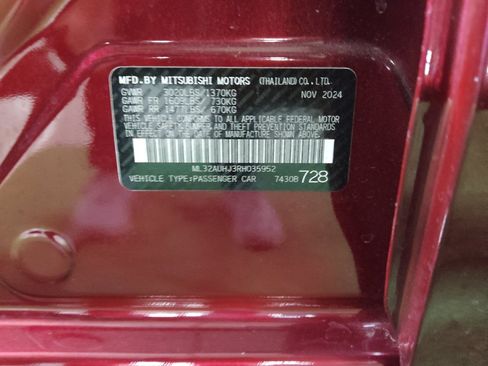 MFD.BY MITSUBISHI MOTORS (THAILAND) CO.,LTD.
GVWR 3020LBS/1370KG NOV 2024
GAWR FR 1609LBS/ 730KG
GAWR RR 1477LBS/ 670KG
THIS VEHICLE CONFORMS TO ALL APPLICABLE FEDERAL MOTOR
VEHICLE SAFETY, BUMPER, AND THEFT PREVENTION STANDARDS
IN EFFECT ON THE DATE OF MANUFACTURE SHOWN ABOVE.
ML32AUHJ3RH035952
VEHICLE TYPE:PASSENGER CAR 7430B 728